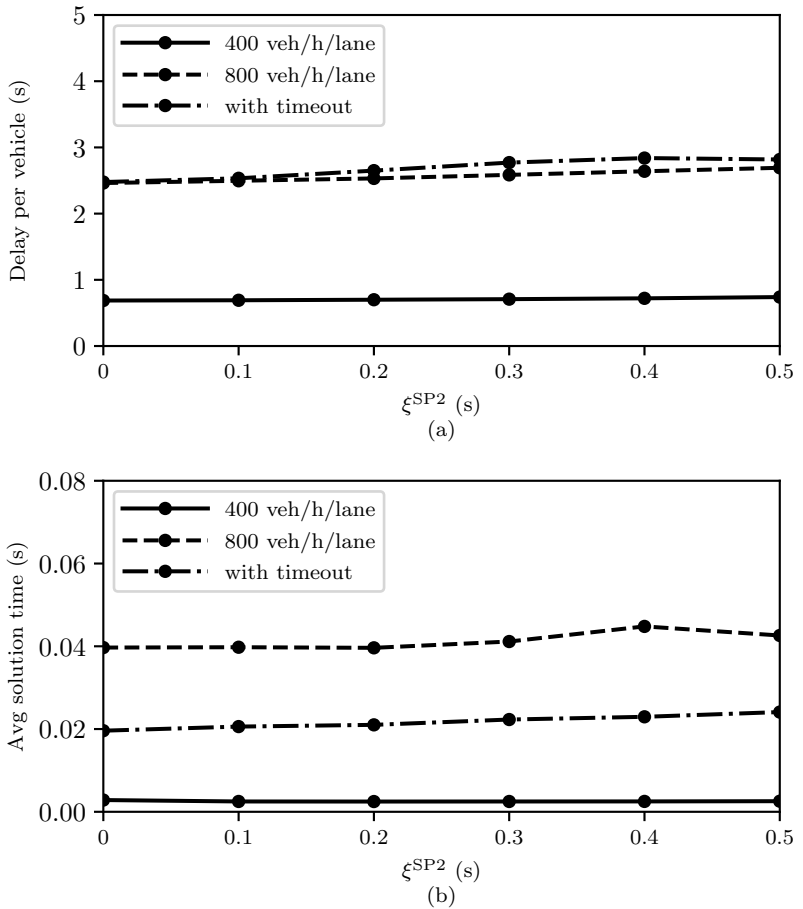 5
4
3
2
1
0
Delay per vehicle (s)
400 veh/h/lane
800 veh/h/lane
with timeout
0 0.1 0.2 0.3 0.4 0.5
ξ^SP2 (s)
(a)
0.08
0.06
0.04
0.02
0.00
Avg solution time (s)
400 veh/h/lane
800 veh/h/lane
with timeout
0 0.1 0.2 0.3 0.4 0.5
ξ^SP2 (s)
(b)